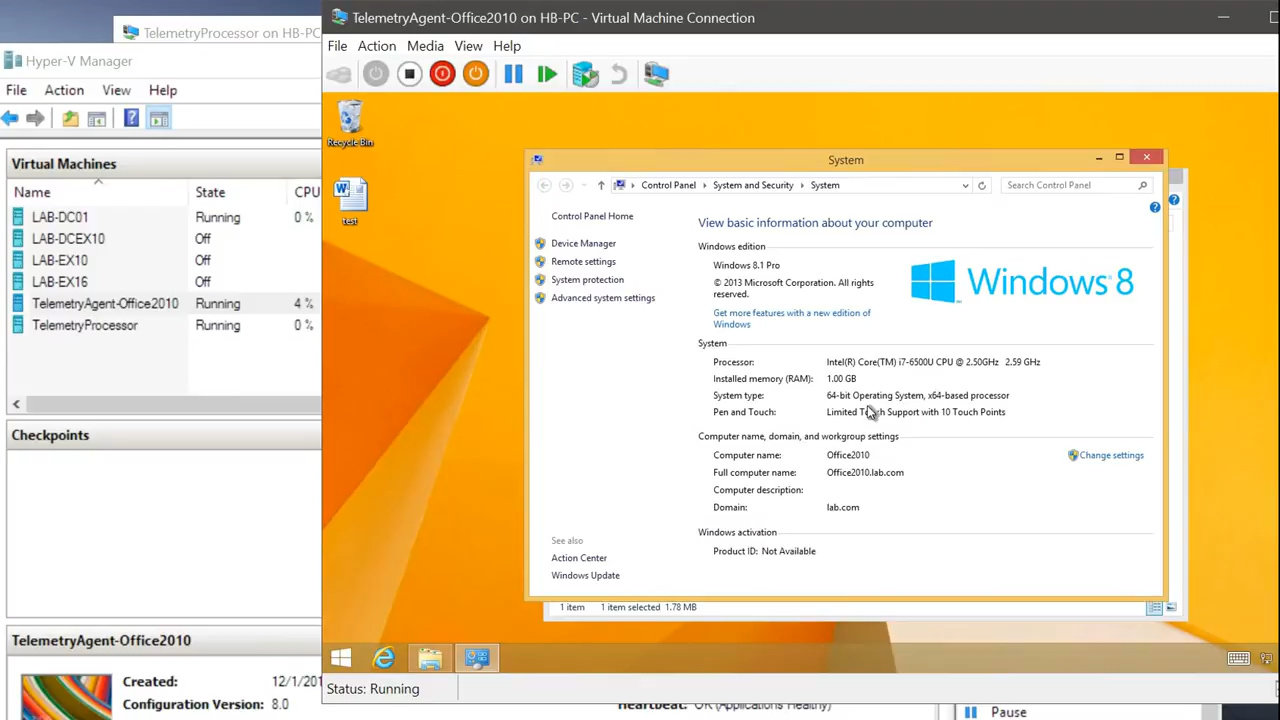 TelemetryProcessor on HB-PC
Hyper-V Manager
File Action View Help
Virtual Machines
Name State CPU
LAB-DC01 Running 0 %
LAB-DCEX10 Off
LAB-EX10 Off
LAB-EX16 Off
TelemetryAgent-Office2010 Running 4 %
TelemetryProcessor Running 0 %
Checkpoints
TelemetryAgent-Office2010
Created: 12/1/201
Configuration Version: 8.0
Heartbeat: OK (Applications Healthy)
Pause
TelemetryAgent-Office2010 on HB-PC - Virtual Machine Connection
File Action Media View Help
Recycle Bin
test
System
Control Panel System and Security System
Search Control Panel
Control Panel Home
Device Manager
Remote settings
System protection
Advanced system settings
See also
Action Center
Windows Update
View basic information about your computer
Windows edition
Windows 8.1 Pro
© 2013 Microsoft Corporation. All rights
reserved.
Get more features with a new edition of
Windows
Windows 8
System
Processor: Intel(R) Core(TM) i7-6500U CPU @ 2.50GHz 2.59 GHz
Installed memory (RAM): 1.00 GB
System type: 64-bit Operating System, x64-based processor
Pen and Touch: Limited Touch Support with 10 Touch Points
Computer name, domain, and workgroup settings
Computer name: Office2010
Change settings
Full computer name: Office2010.lab.com
Computer description:
Domain: lab.com
Windows activation
Product ID: Not Available
1 item 1 item selected 1.78 MB
Status: Running